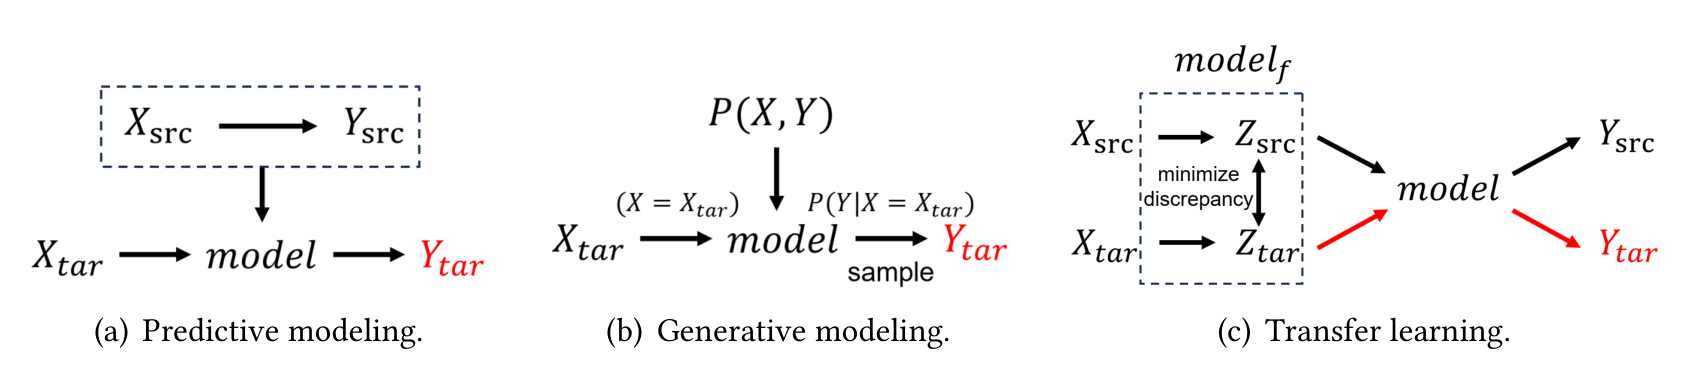 X_src → Y_src
X_tar → model → Y_tar
(a) Predictive modeling.
P(X, Y)
(X = X_tar) P(Y|X = X_tar)
X_tar → model → Y_tar
sample
(b) Generative modeling.
model_f
X_src → Z_src
Y_src
minimize
discrepancy
model
X_tar → Z_tar
Y_tar
(c) Transfer learning.